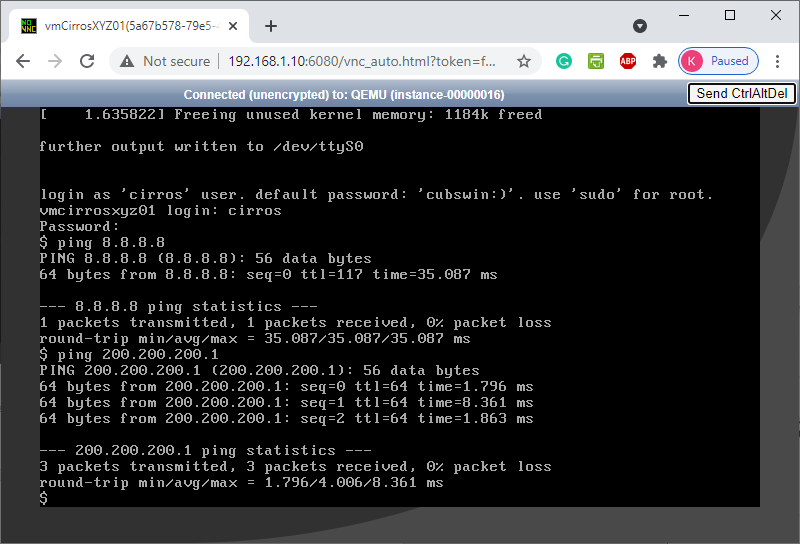 NO VNC
vmCirrosXYZ01(5a67b578-79e5-4
Not secure
192.168.1.10:6080/vnc_auto.html?token=f...
ABP
K
Paused
Connected (unencrypted) to: QEMU (instance-00000016)
Send CtrlAltDel
[    1.635822] Freeing unused kernel memory: 1184k freed
further output written to /dev/ttyS0
login as 'cirros' user. default password: 'cubswin:)'. use 'sudo' for root.
vmcirrosxyz01 login: cirros
Password:
$ ping 8.8.8.8
PING 8.8.8.8 (8.8.8.8): 56 data bytes
64 bytes from 8.8.8.8: seq=0 ttl=117 time=35.087 ms
--- 8.8.8.8 ping statistics ---
1 packets transmitted, 1 packets received, 0% packet loss
round-trip min/avg/max = 35.087/35.087/35.087 ms
$ ping 200.200.200.1
PING 200.200.200.1 (200.200.200.1): 56 data bytes
64 bytes from 200.200.200.1: seq=0 ttl=64 time=1.796 ms
64 bytes from 200.200.200.1: seq=1 ttl=64 time=8.361 ms
64 bytes from 200.200.200.1: seq=2 ttl=64 time=1.863 ms
--- 200.200.200.1 ping statistics ---
3 packets transmitted, 3 packets received, 0% packet loss
round-trip min/avg/max = 1.796/4.006/8.361 ms
$